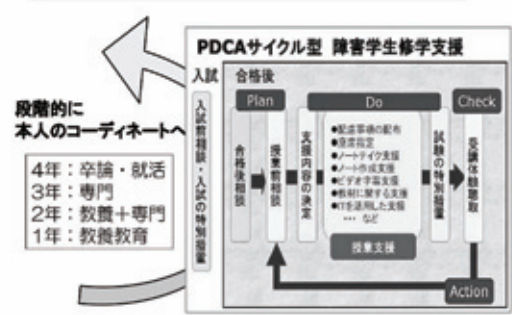 PDCAサイクル型 障害学生修学支援
入試
合格後
Plan
Do
Check
段階的に
本人のコーディネートへ
4年：卒論・就活
3年：専門
2年：教養＋専門
1年：教養教育
入試前相談・入試の特別措置
合格後相談
授業前相談
支援内容の決定
●配慮事項の配布
●座席指定
●ノートテイク支援
●ノート作成支援
●ビデオ字幕支援
●教材に関する支援
●ITを活用した支援
… など
授業支援
試験の特別措置
受講体験聴取
Action